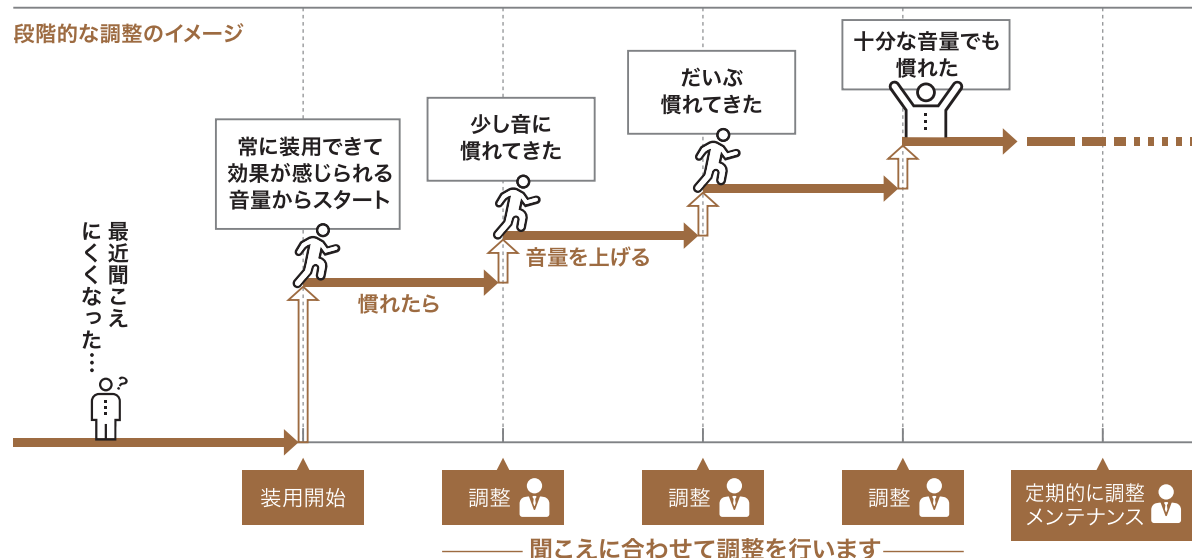 段階的な調整のイメージ
最近聞こえ
にくくなった…
?
常に装用できて
効果が感じられる
音量からスタート
少し音に
慣れてきた
だいぶ
慣れてきた
十分な音量でも
慣れた
慣れたら
音量を上げる
装用開始
調整
調整
調整
定期的に調整
メンテナンス
聞こえに合わせて調整を行います